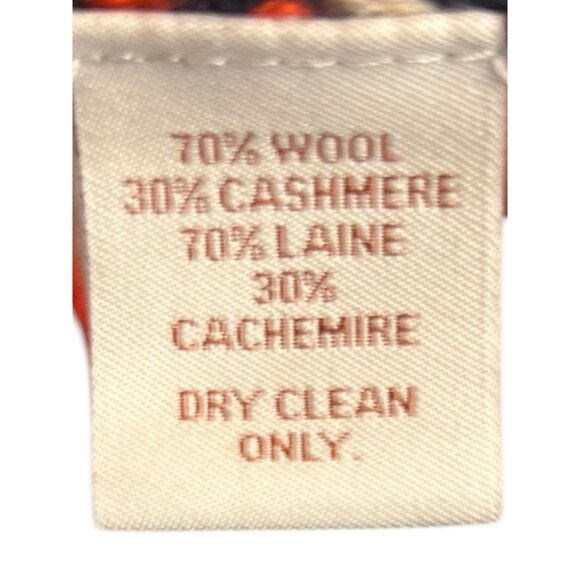 70% WOOL
30% CASHMERE
70% LAINE
30%
CACHEMIRE
DRY CLEAN
ONLY.